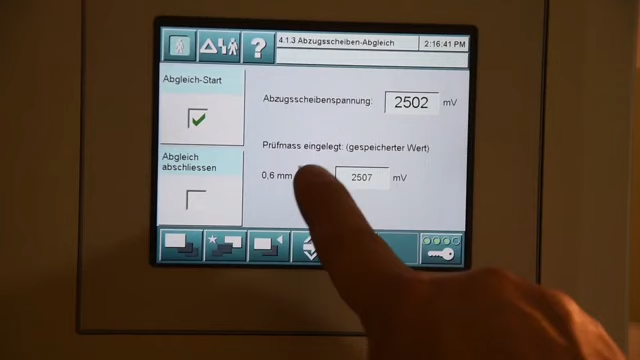 4.1.3 Abzugsscheiben-Abgleich
2:16:41 PM
?
Abgleich-Start
Abzugsscheibenspannung:
2502 mV
Prüfmass eingelegt: (gespeicherter Wert)
Abgleich
abschliessen
0,6 mm
2507 mV